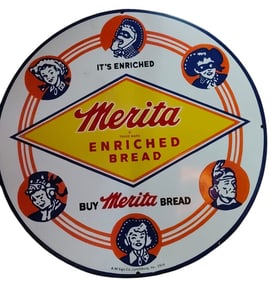 IT'S ENRICHED
Merita
TRADE MARK
ENRICHED
BREAD
BUY Merita BREAD